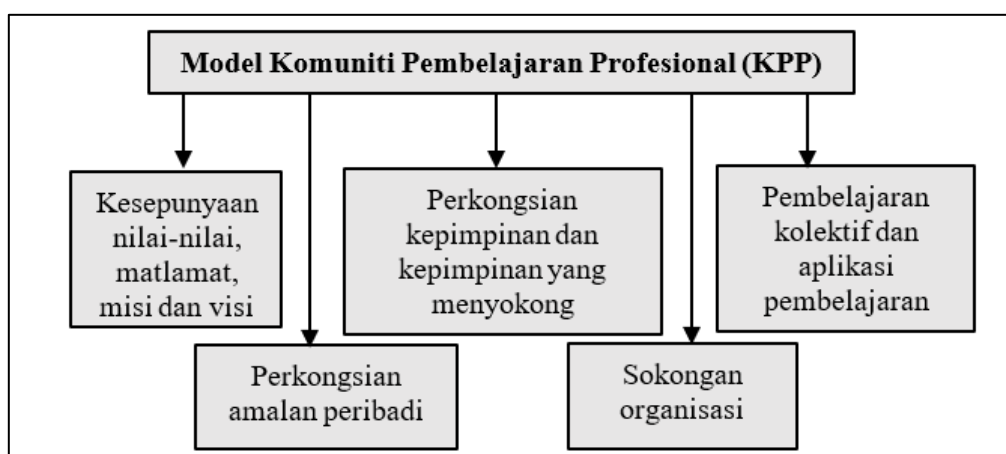 Model Komuniti Pembelajaran Profesional (KPP)
Kesepunyaan
nilai-nilai,
matlamat,
misi dan visi
Perkongsian
kepimpinan dan
kepimpinan yang
menyokong
Pembelajaran
kolektif dan
aplikasi
pembelajaran
Perkongsian
amalan peribadi
Sokongan
organisasi